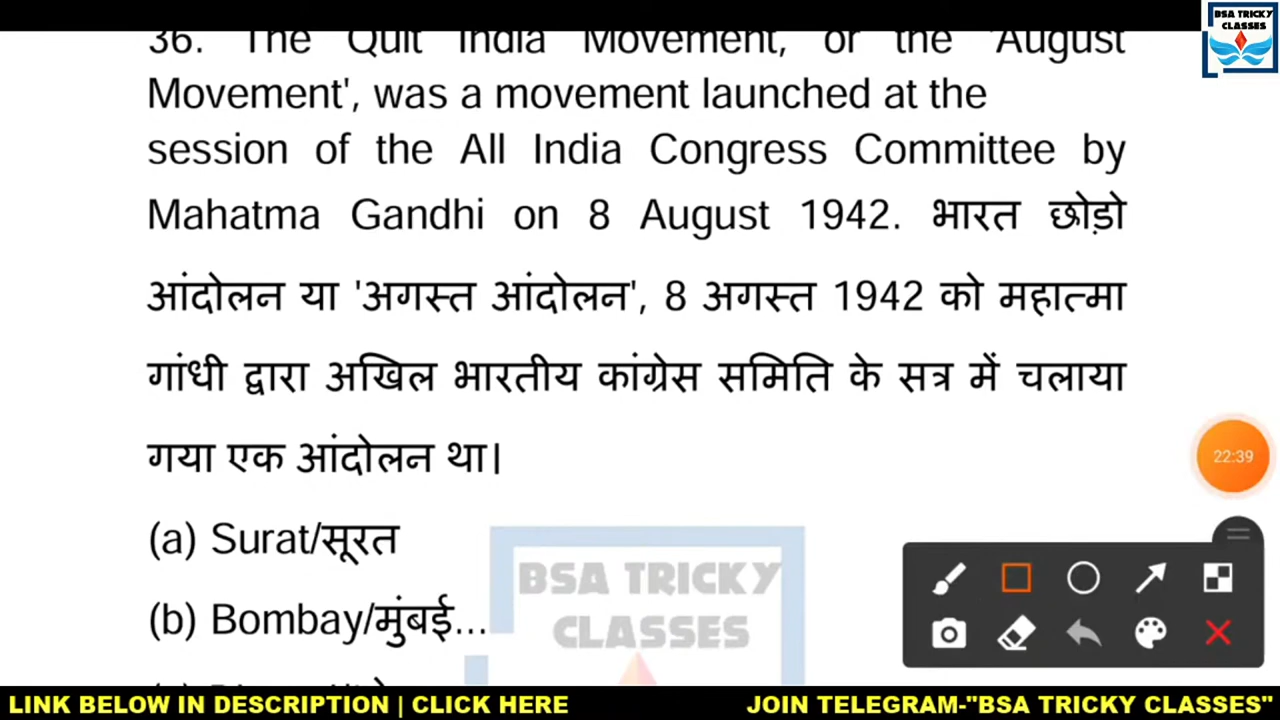 BSA TRICKY
CLASSES
36. The Quit India Movement, or the 'August
Movement', was a movement launched at the
session of the All India Congress Committee by
Mahatma Gandhi on 8 August 1942. भारत छोड़ो
आंदोलन या 'अगस्त आंदोलन', 8 अगस्त 1942 को महात्मा
गांधी द्वारा अखिल भारतीय कांग्रेस समिति के सत्र में चलाया
गया एक आंदोलन था।
22:39
(a) Surat/सूरत
BSA TRICKY
CLASSES
(b) Bombay/मुंबई...
LINK BELOW IN DESCRIPTION | CLICK HERE
JOIN TELEGRAM-"BSA TRICKY CLASSES"